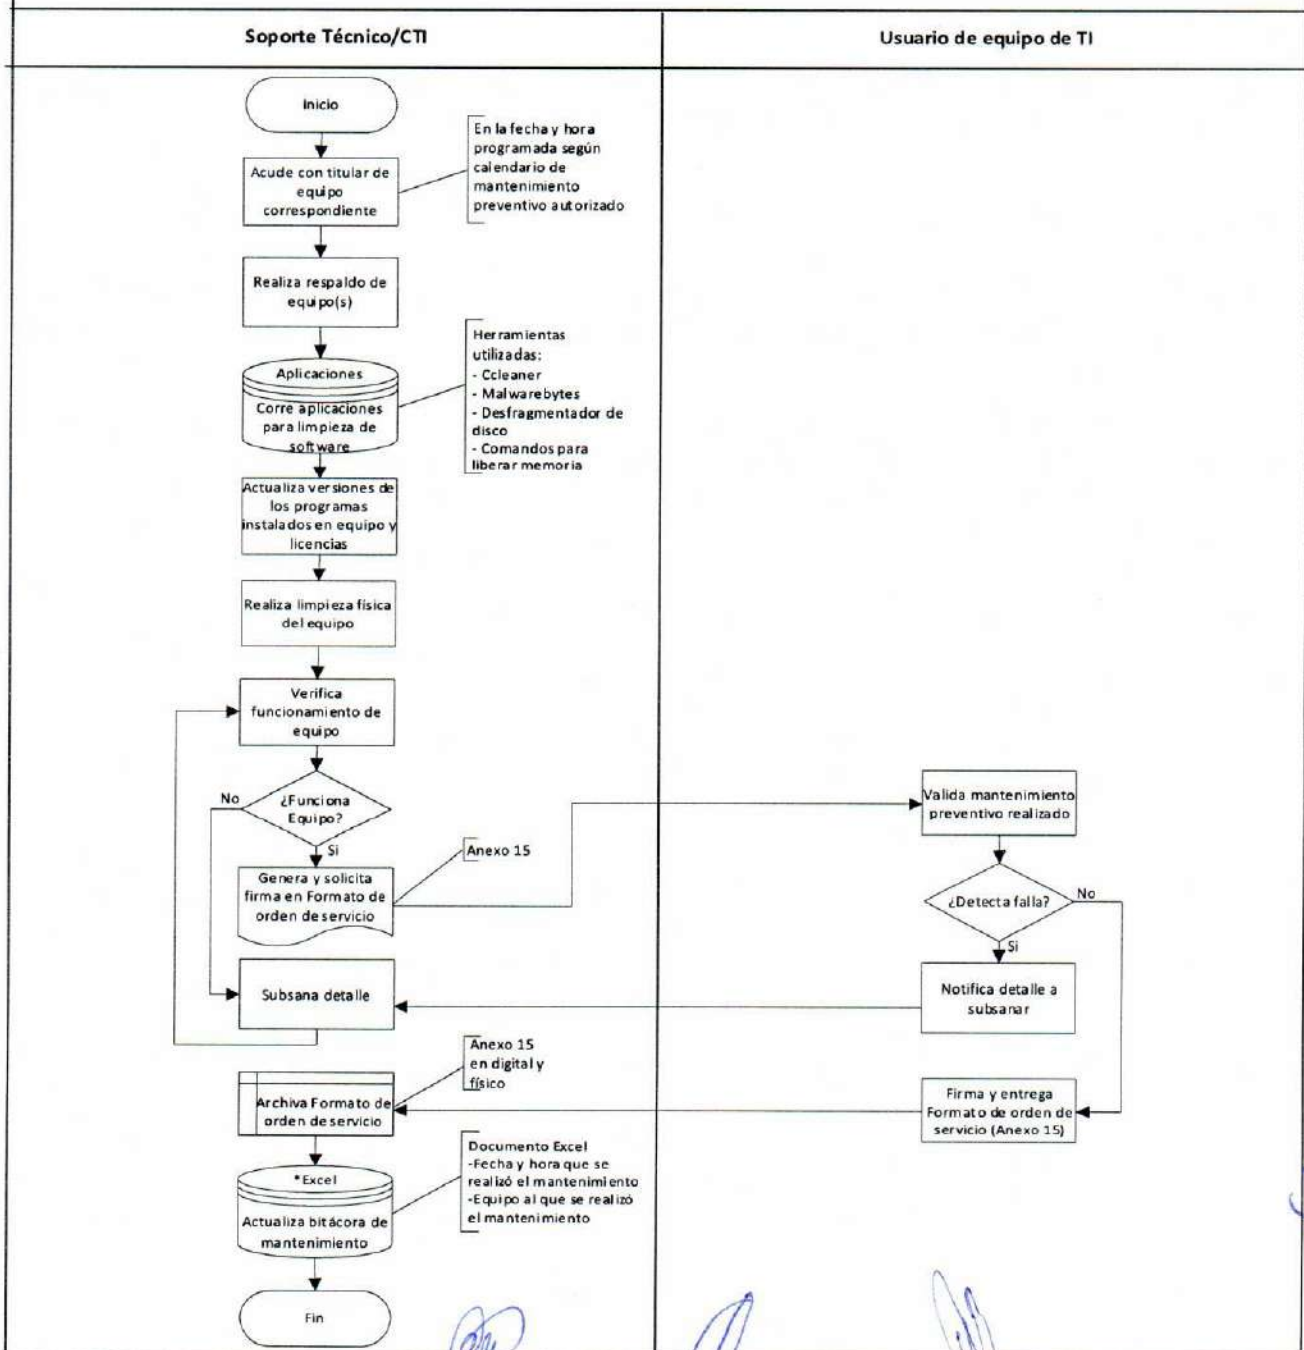 Soporte Técnico/CTI
Usuario de equipo de TI
Inicio
Acude con titular de
equipo
correspondiente
En la fecha y hora
programada según
calendario de
mantenimiento
preventivo autorizado
Realiza respaldo de
equipo(s)
Aplicaciones
Corre aplicaciones
para limpieza de
software
Herramientas
utilizadas:
- Ccleaner
- Malwarebytes
- Desfragmentador de
disco
- Comandos para
liberar memoria
Actualiza versiones de
los programas
instalados en equipo y
licencias
Realiza limpieza física
del equipo
Verifica
funcionamiento de
equipo
¿Funciona
Equipo?
No
Si
Anexo 15
Genera y solicita
firma en Formato de
orden de servicio
Valida mantenimiento
preventivo realizado
¿Detecta falla?
No
Si
Notifica detalle a
subsanar
Subsana detalle
Anexo 15
en digital y
físico
Firma y entrega
Formato de orden de
servicio (Anexo 15)
Archiva Formato de
orden de servicio
*Excel
Actualiza bitácora de
mantenimiento
Documento Excel
-Fecha y hora que se
realizó el mantenimiento
-Equipo al que se realizó
el mantenimiento
Fin